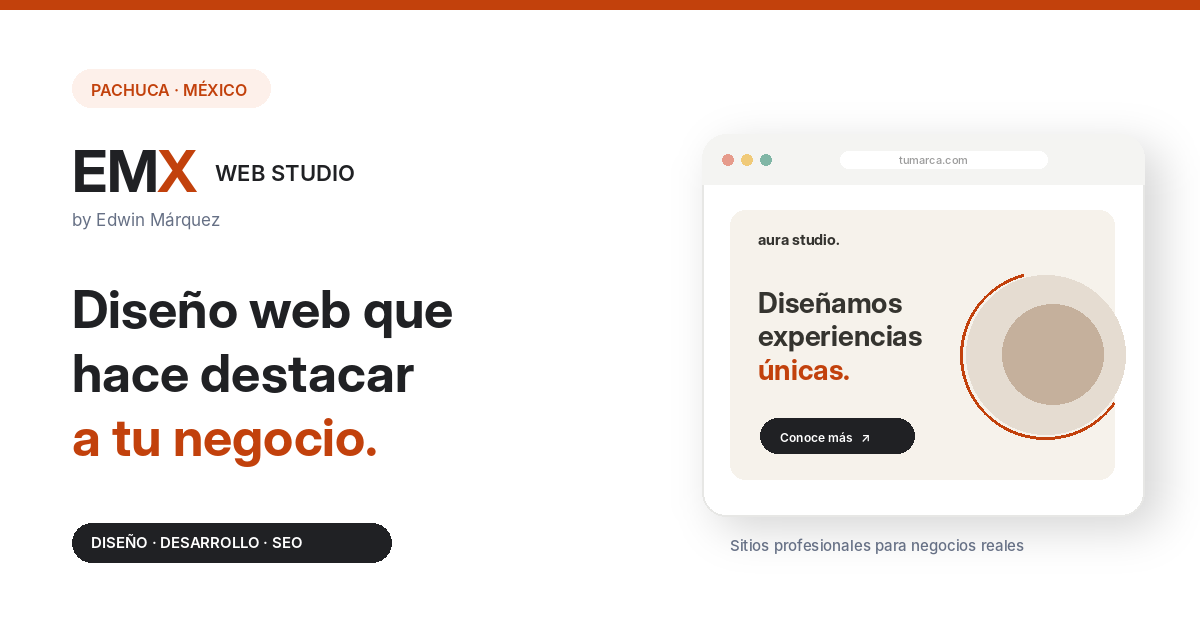 PACHUCA · MÉXICO
EMX WEB STUDIO
by Edwin Márquez
Diseño web que
hace destacar
a tu negocio.
DISEÑO · DESARROLLO · SEO
tumarca.com
aura studio.
Diseñamos
experiencias
únicas.
Conoce más ↗
Sitios profesionales para negocios reales